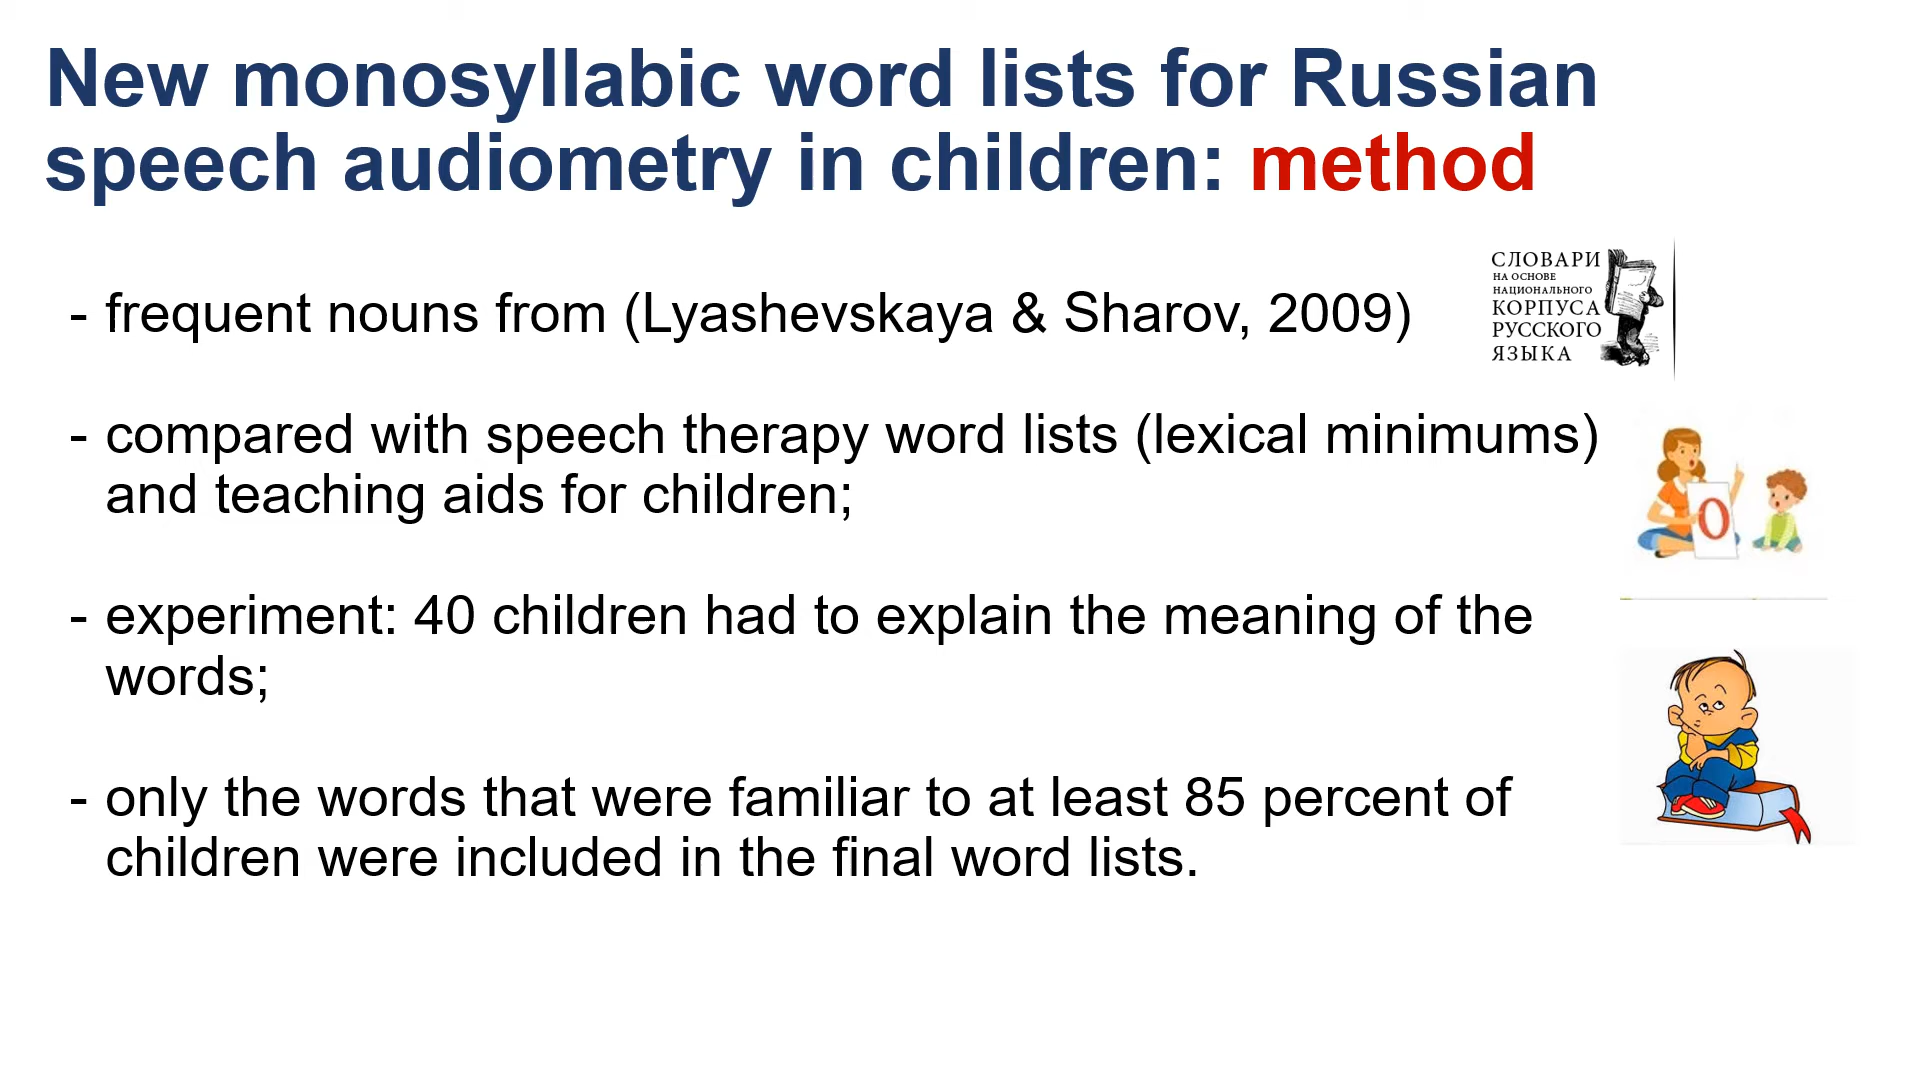 New monosyllabic word lists for Russian
speech audiometry in children: method
- frequent nouns from (Lyashevskaya & Sharov, 2009)
СЛОВАРИ
НА ОСНОВЕ
НАЦИОНАЛЬНОГО
КОРПУСА
РУССКОГО
ЯЗЫКА
- compared with speech therapy word lists (lexical minimums)
and teaching aids for children;
О
- experiment: 40 children had to explain the meaning of the
words;
- only the words that were familiar to at least 85 percent of
children were included in the final word lists.